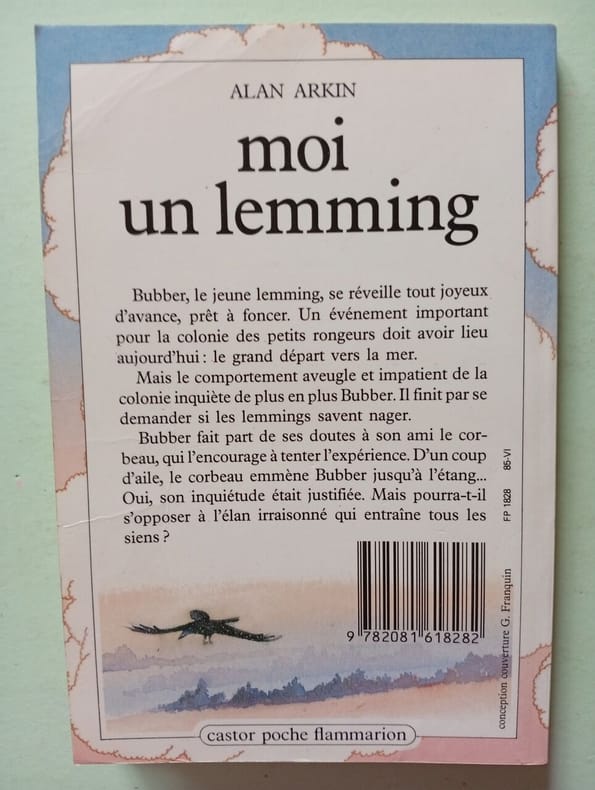 ALAN ARKIN
moi
un lemming
Bubber, le jeune lemming, se réveille tout joyeux
d'avance, prêt à foncer. Un événement important
pour la colonie des petits rongeurs doit avoir lieu
aujourd'hui : le grand départ vers la mer.
Mais le comportement aveugle et impatient de la
colonie inquiète de plus en plus Bubber. Il finit par se
demander si les lemmings savent nager.
Bubber fait part de ses doutes à son ami le cor-
beau, qui l'encourage à tenter l'expérience. D'un coup
d'aile, le corbeau emmène Bubber jusqu'à l'étang...
Oui, son inquiétude était justifiée. Mais pourra-t-il
s'opposer à l'élan irraisonné qui entraîne tous les
siens ?
FP 1828 85-VI
9 782081 618282
conception couverture G. Franquin
castor poche flammarion